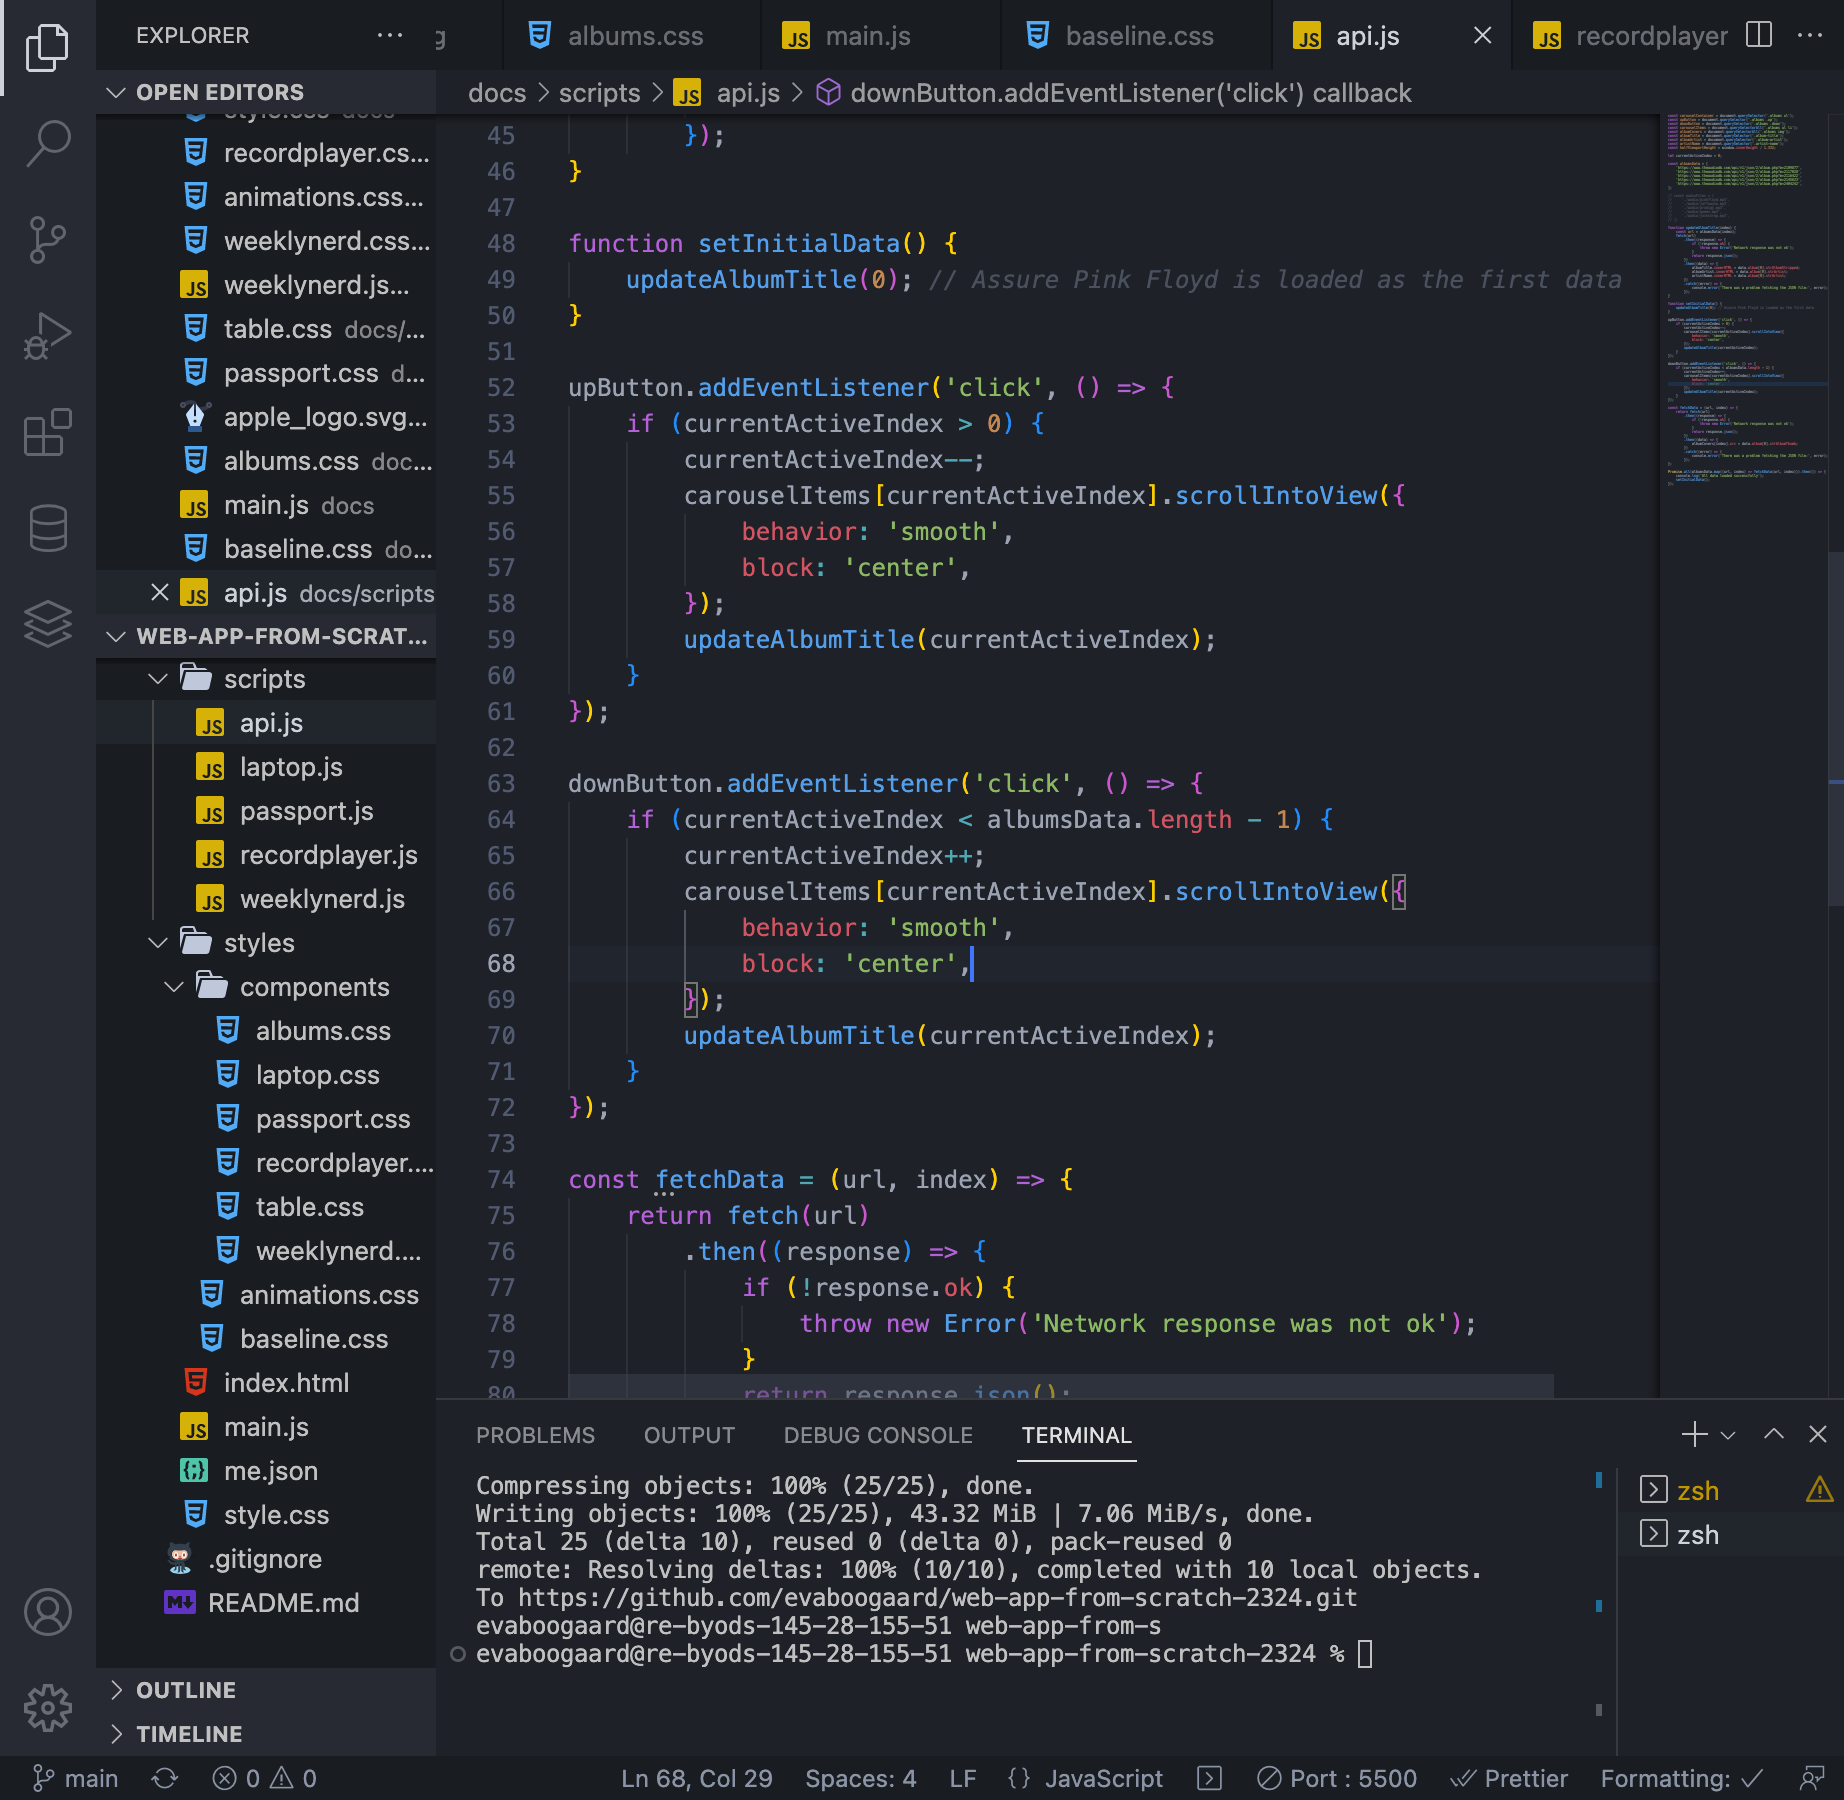 EXPLORER
g
albums.css
main.js
baseline.css
api.js
recordplayer
OPEN EDITORS
style.css docs
recordplayer.cs...
animations.css...
weeklynerd.css...
weeklynerd.js...
table.css docs/...
passport.css d...
apple_logo.svg...
albums.css doc...
main.js docs
baseline.css do...
api.js docs/scripts
WEB-APP-FROM-SCRAT...
scripts
api.js
laptop.js
passport.js
recordplayer.js
weeklynerd.js
styles
components
albums.css
laptop.css
passport.css
recordplayer....
table.css
weeklynerd....
animations.css
baseline.css
index.html
main.js
me.json
style.css
.gitignore
README.md
OUTLINE
TIMELINE
docs > scripts > JS api.js > downButton.addEventListener('click') callback
45 });
46 }
47
48 function setInitialData() {
49 updateAlbumTitle(0); // Assure Pink Floyd is loaded as the first data
50 }
51
52 upButton.addEventListener('click', () => {
53 if (currentActiveIndex > 0) {
54 currentActiveIndex--;
55 carouselItems[currentActiveIndex].scrollIntoView({
56 behavior: 'smooth',
57 block: 'center',
58 });
59 updateAlbumTitle(currentActiveIndex);
60 }
61 });
62
63 downButton.addEventListener('click', () => {
64 if (currentActiveIndex < albumsData.length - 1) {
65 currentActiveIndex++;
66 carouselItems[currentActiveIndex].scrollIntoView({
67 behavior: 'smooth',
68 block: 'center',
69 });
70 updateAlbumTitle(currentActiveIndex);
71 }
72 });
73
74 const fetchData = (url, index) => {
75 return fetch(url)
76 .then((response) => {
77 if (!response.ok) {
78 throw new Error('Network response was not ok');
79 }
80 return response.json();
PROBLEMS OUTPUT DEBUG CONSOLE TERMINAL
Compressing objects: 100% (25/25), done.
Writing objects: 100% (25/25), 43.32 MiB | 7.06 MiB/s, done.
Total 25 (delta 10), reused 0 (delta 0), pack-reused 0
remote: Resolving deltas: 100% (10/10), completed with 10 local objects.
To https://github.com/evaboogaard/web-app-from-scratch-2324.git
evaboogaard@re-byods-145-28-155-51 web-app-from-s
evaboogaard@re-byods-145-28-155-51 web-app-from-scratch-2324 %
zsh
zsh
main 0 0 Ln 68, Col 29 Spaces: 4 LF {} JavaScript Port : 5500 Prettier Formatting: ✓